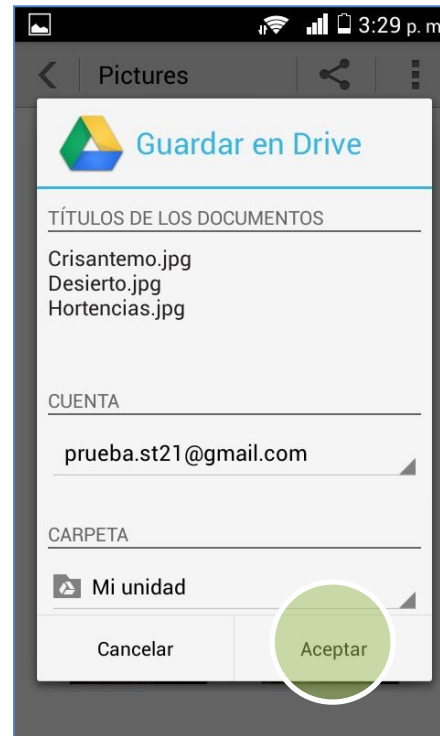 3:29 p. m
Pictures
Guardar en Drive
TÍTULOS DE LOS DOCUMENTOS
Crisantemo.jpg
Desierto.jpg
Hortencias.jpg
CUENTA
prueba.st21@gmail.com
CARPETA
Mi unidad
Cancelar Aceptar